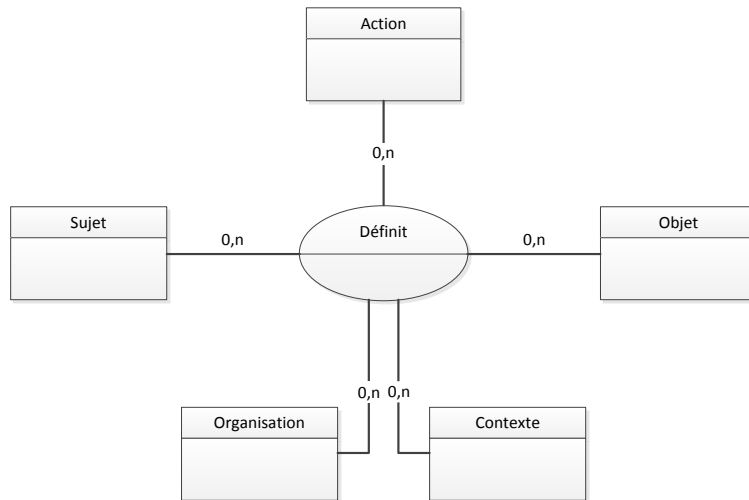 Action
0,n
Sujet
0,n
Définit
0,n
Objet
0,n
0,n
Organisation
Contexte